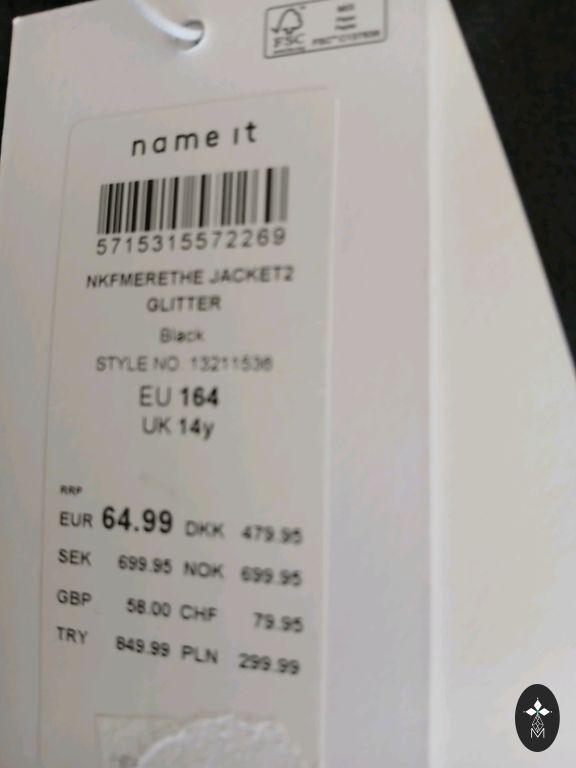 FSC
MIX
name it
5715315572269
NKFMERETHE JACKET2
GLITTER
Black
STYLE NO. 13211536
EU 164
UK 14y
RRP
EUR 64.99 DKK 479.95
SEK 699.95 NOK 699.95
GBP 58.00 CHF 79.95
TRY 849.99 PLN 299.99
M